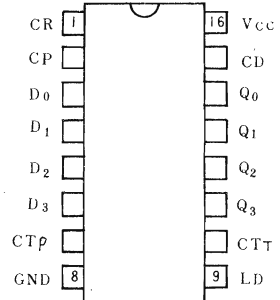 CR 1 16 Vcc
CP CD
D0 Q0
D1 Q1
D2 Q2
D3 Q3
CTP CTT
GND 8 9 LD